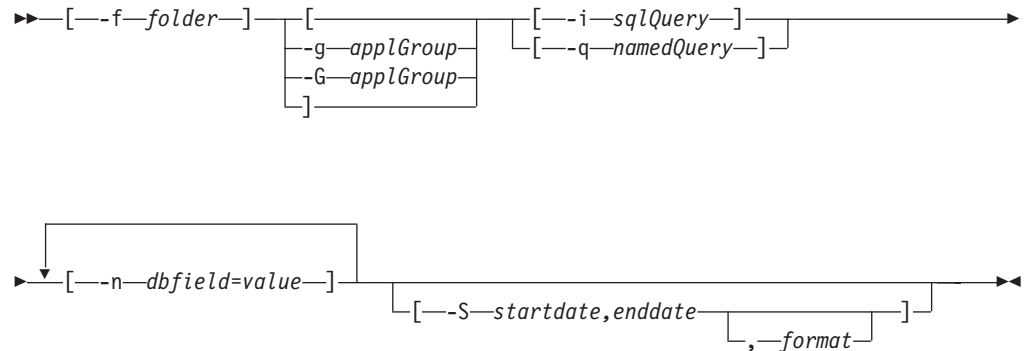 [ -f folder ] [ [ -i sqlQuery ]
-g applGroup [ -q namedQuery ]
-G applGroup
]
[ -n dbfield=value ]
[ -S startdate,enddate ]
, format